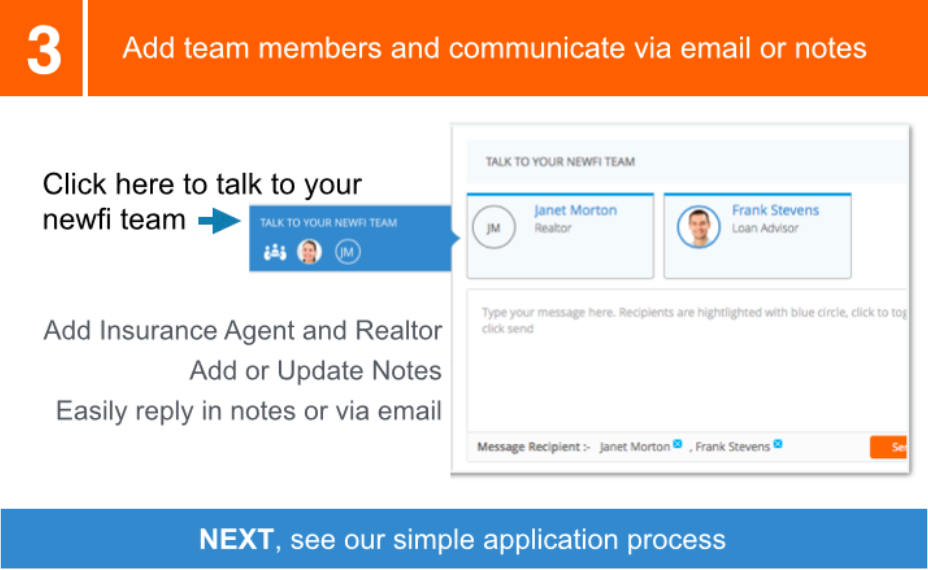 3
Add team members and communicate via email or notes
Click here to talk to your
newfi team
TALK TO YOUR NEWFI TEAM
JM
Add Insurance Agent and Realtor
Add or Update Notes
Easily reply in notes or via email
TALK TO YOUR NEWFI TEAM
JM
Janet Morton
Realtor
Frank Stevens
Loan Advisor
Type your message here. Recipients are hightlighted with blue circle, click to
click send
Message Recipient :- Janet Morton , Frank Stevens
NEXT, see our simple application process